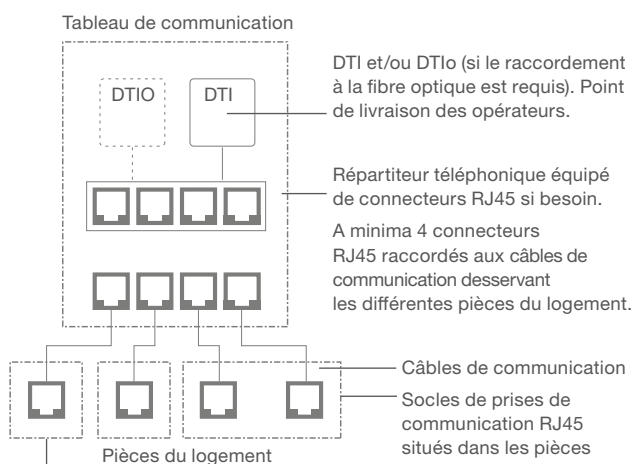 Tableau de communication
DTIO
DTI
DTI et/ou DTIo (si le raccordement
à la fibre optique est requis). Point
de livraison des opérateurs.
Répartiteur téléphonique équipé
de connecteurs RJ45 si besoin.
A minima 4 connecteurs
RJ45 raccordés aux câbles de
communication desservant
les différentes pièces du logement.
Câbles de communication
Socles de prises de
communication RJ45
situés dans les pièces
Pièces du logement